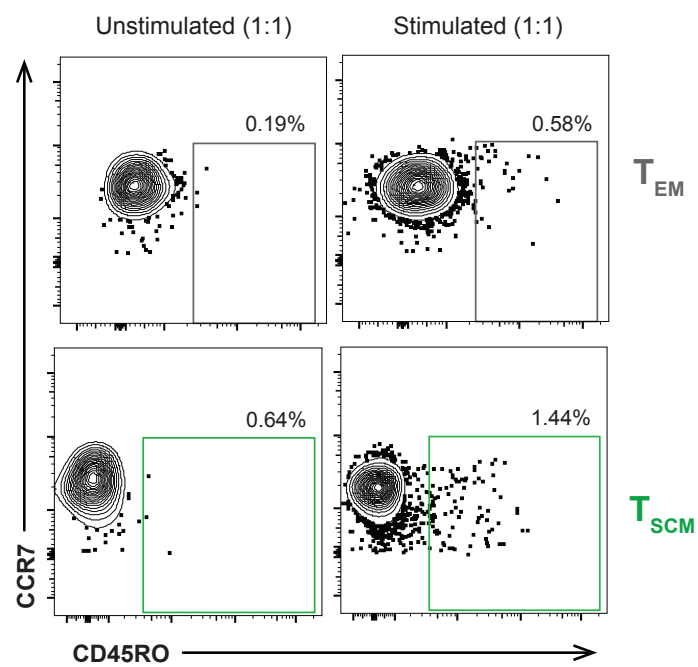 Unstimulated (1:1) Stimulated (1:1)
0.19% 0.58%
TEM
0.64% 1.44%
TSCM
CCR7
CD45RO